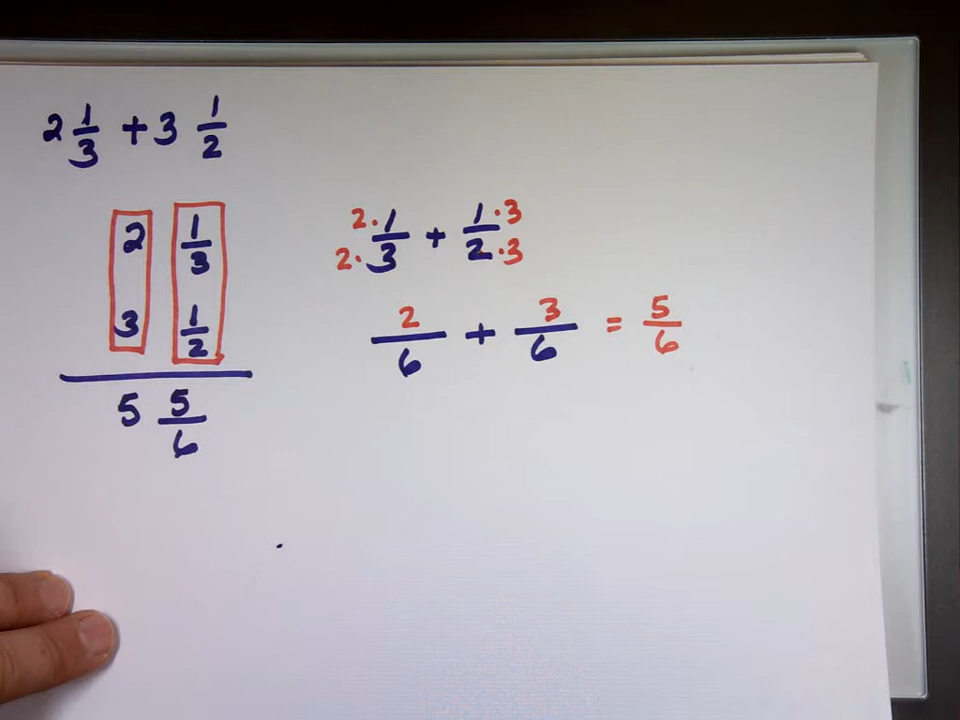 2 1/3 + 3 1/2
2 1/3
3 1/2
5 5/6
2· 1/3 + 1/2 ·3
2· ·3
2/6 + 3/6 = 5/6